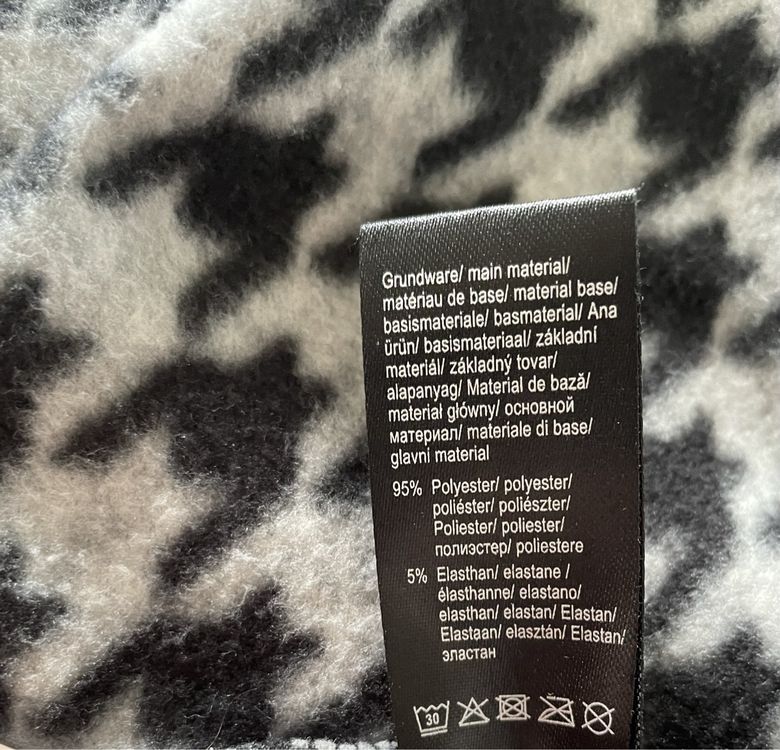 Grundware/ main material/
matériau de base/ material base/
basismateriale/ basmaterial/ Ana
ürün/ basismateriaal/ základní
materiál/ základný tovar/
alapanyag/ Material de bază/
materiał główny/ основной
материал/ materiale di base/
glavni material
95% Polyester/ polyester/
poliéster/ poliészter/
Poliester/ poliester/
полиэстер/ poliestere
5% Elasthan/ elastane /
élasthanne/ elastano/
elasthan/ elastan/ Elastan/
Elastaan/ elasztán/ Elastan/
эластан
30